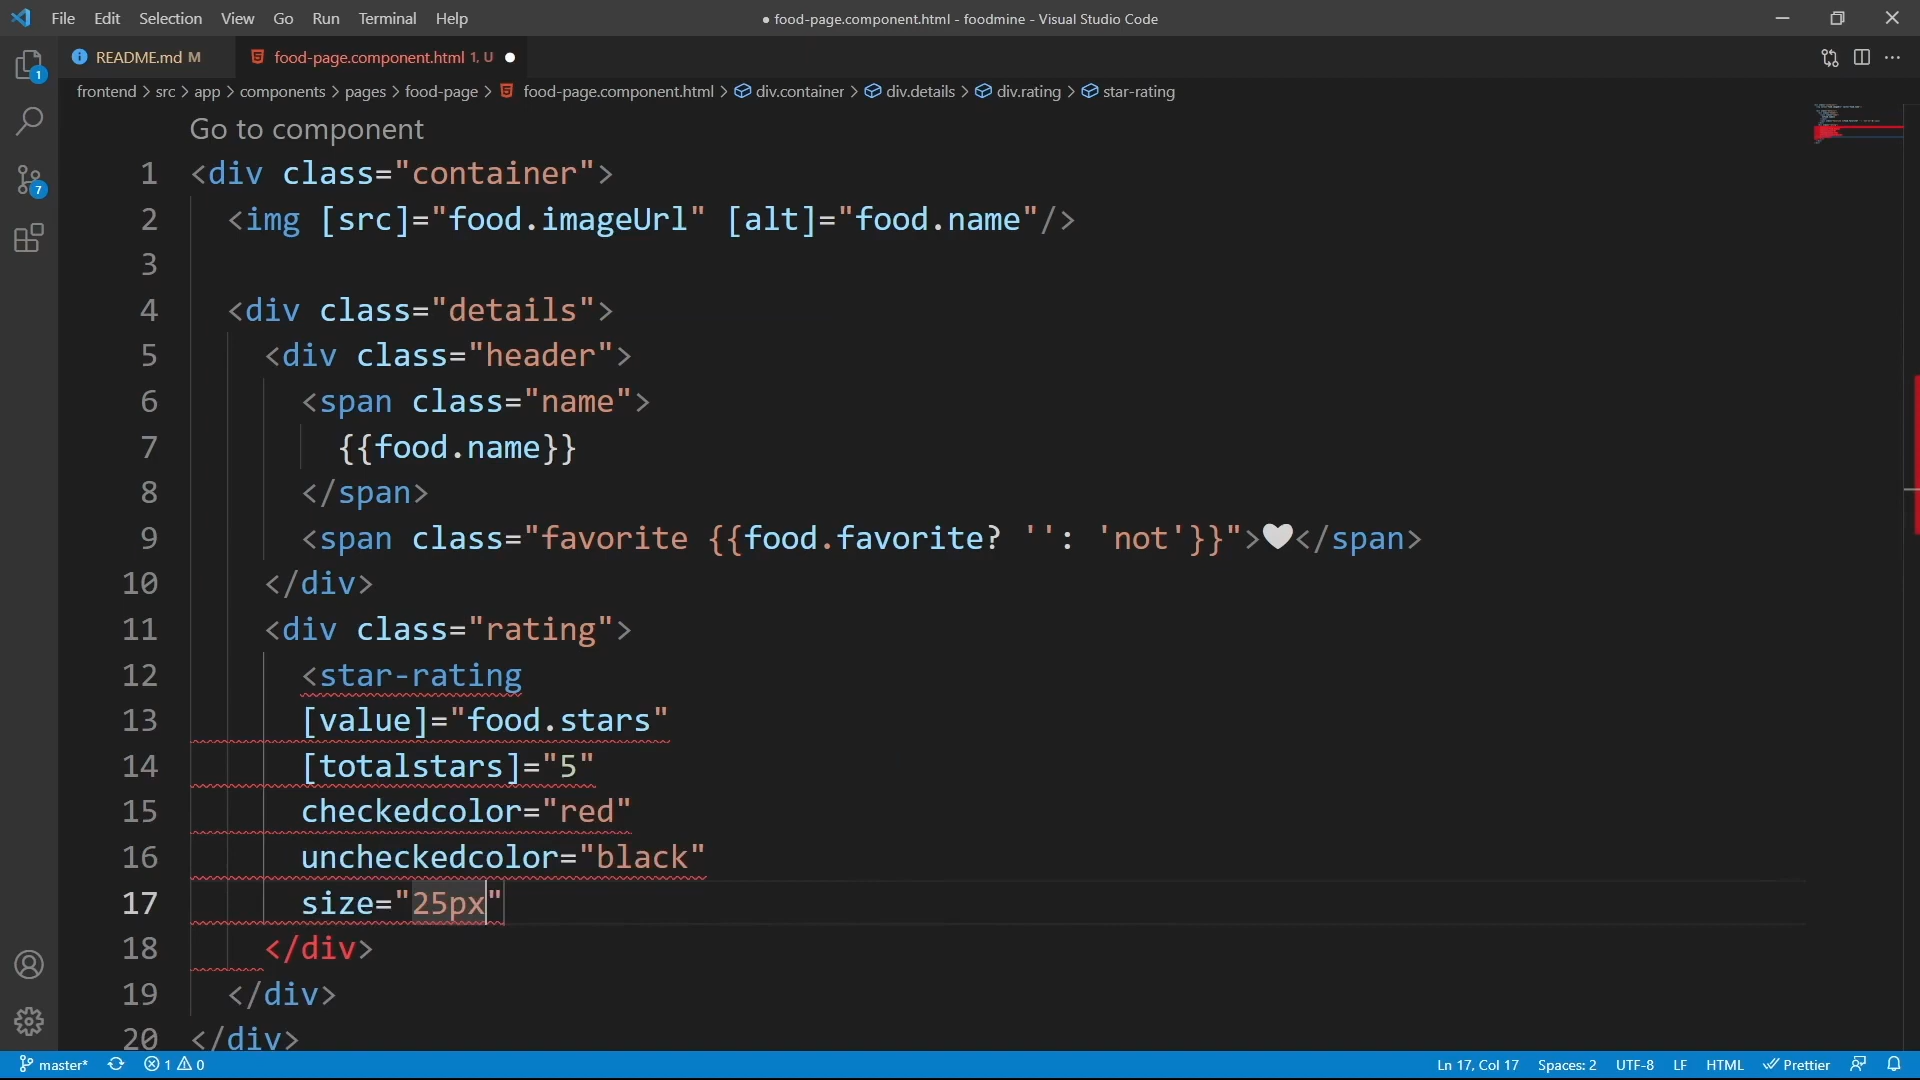 File Edit Selection View Go Run Terminal Help
● food-page.component.html - foodmine - Visual Studio Code
README.md M
food-page.component.html 1, U
frontend > src > app > components > pages > food-page > food-page.component.html > div.container > div.details > div.rating > star-rating
Go to component
1 <div class="container">
2 <img [src]="food.imageUrl" [alt]="food.name"/>
3
4 <div class="details">
5 <div class="header">
6 <span class="name">
7 {{food.name}}
8 </span>
9 <span class="favorite {{food.favorite? '': 'not'}}">❤</span>
10 </div>
11 <div class="rating">
12 <star-rating
13 [value]="food.stars"
14 [totalstars]="5"
15 checkedcolor="red"
16 uncheckedcolor="black"
17 size="25px"
18 </div>
19 </div>
20 </div>
1
7
master* 1 0
Ln 17, Col 17 Spaces: 2 UTF-8 LF HTML Prettier